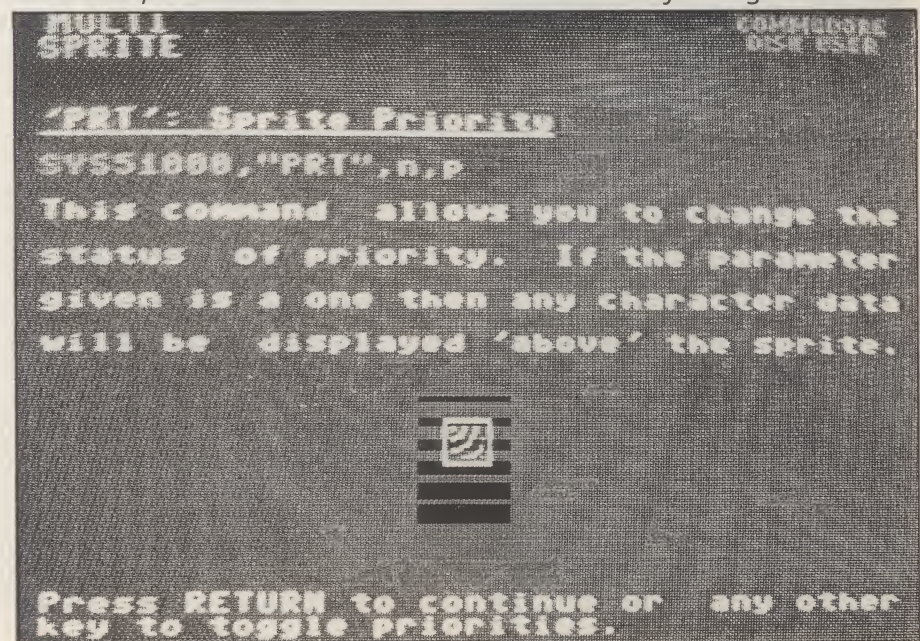 MULTI
SPRITE
COMMODORE
DISK USER
'PRT': Sprite Priority
SYS51000,"PRT",n,p
This command allows you to change the
status of priority. If the parameter
given is a one then any character data
will be displayed 'above' the sprite.
Press RETURN to continue or any other
key to toggle priorities.